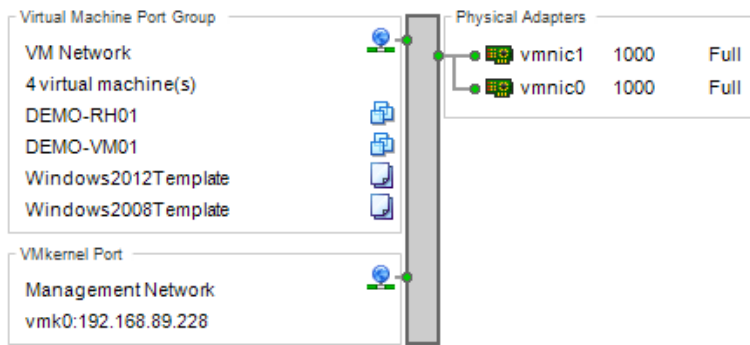 Virtual Machine Port Group
VM Network
4 virtual machine(s)
DEMO-RH01
DEMO-VM01
Windows2012Template
Windows2008Template
VMkernel Port
Management Network
vmk0:192.168.89.228
Physical Adapters
vmnic1 1000 Full
vmnic0 1000 Full